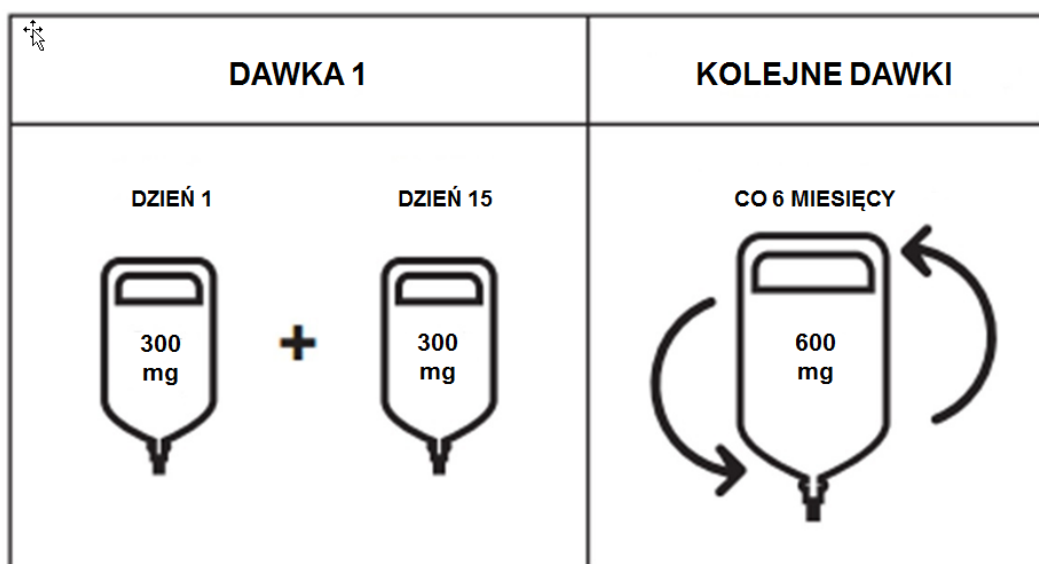 DAWKA 1
KOLEJNE DAWKI
DZIEŃ 1
DZIEŃ 15
CO 6 MIESIĘCY
300
mg
+
300
mg
600
mg